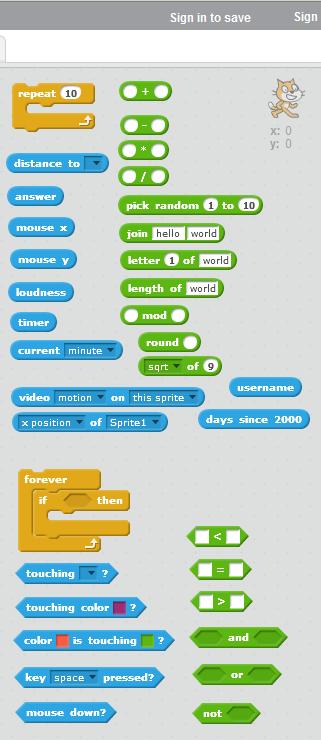 Sign in to save Sign
repeat 10
+
x: 0
y: 0
-
*
distance to
/
answer
pick random 1 to 10
mouse x
join hello world
mouse y
letter 1 of world
loudness
length of world
timer
mod
current minute
round
sqrt of 9
username
video motion on this sprite
x position of Sprite1
days since 2000
forever
if then
<
touching ?
=
touching color ?
>
color is touching ?
and
key space pressed?
or
mouse down?
not